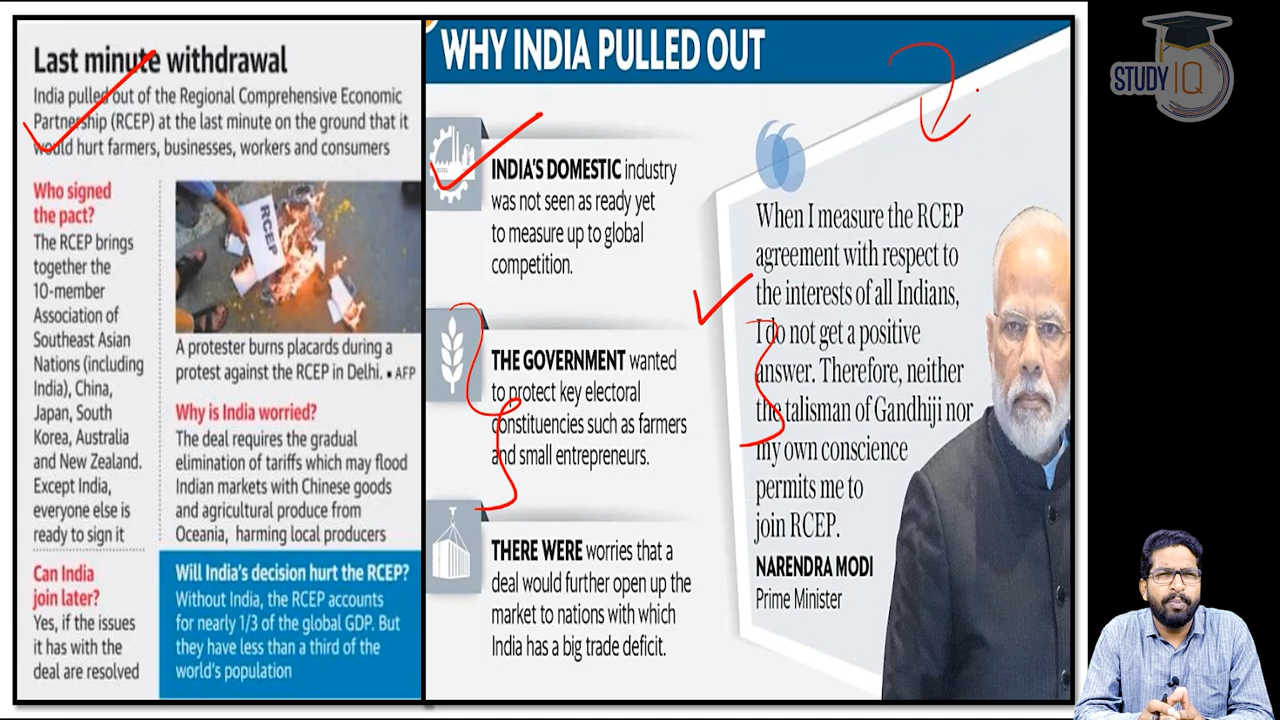 Last minute withdrawal
India pulled out of the Regional Comprehensive Economic
Partnership (RCEP) at the last minute on the ground that it
would hurt farmers, businesses, workers and consumers
Who signed
the pact?
The RCEP brings
together the
10-member
Association of
Southeast Asian
Nations (including
India), China,
Japan, South
Korea, Australia
and New Zealand.
Except India,
everyone else is
ready to sign it
Can India
join later?
Yes, if the issues
it has with the
deal are resolved
RCEP
A protester burns placards during a
protest against the RCEP in Delhi. ▪ AFP
Why is India worried?
The deal requires the gradual
elimination of tariffs which may flood
Indian markets with Chinese goods
and agricultural produce from
Oceania, harming local producers
Will India's decision hurt the RCEP?
Without India, the RCEP accounts
for nearly 1/3 of the global GDP. But
they have less than a third of the
world's population
WHY INDIA PULLED OUT
INDIA'S DOMESTIC industry
was not seen as ready yet
to measure up to global
competition.
THE GOVERNMENT wanted
to protect key electoral
constituencies such as farmers
and small entrepreneurs.
THERE WERE worries that a
deal would further open up the
market to nations with which
India has a big trade deficit.
When I measure the RCEP
agreement with respect to
the interests of all Indians,
I do not get a positive
answer. Therefore, neither
the talisman of Gandhiji nor
my own conscience
permits me to
join RCEP.
NARENDRA MODI
Prime Minister
STUDY IQ